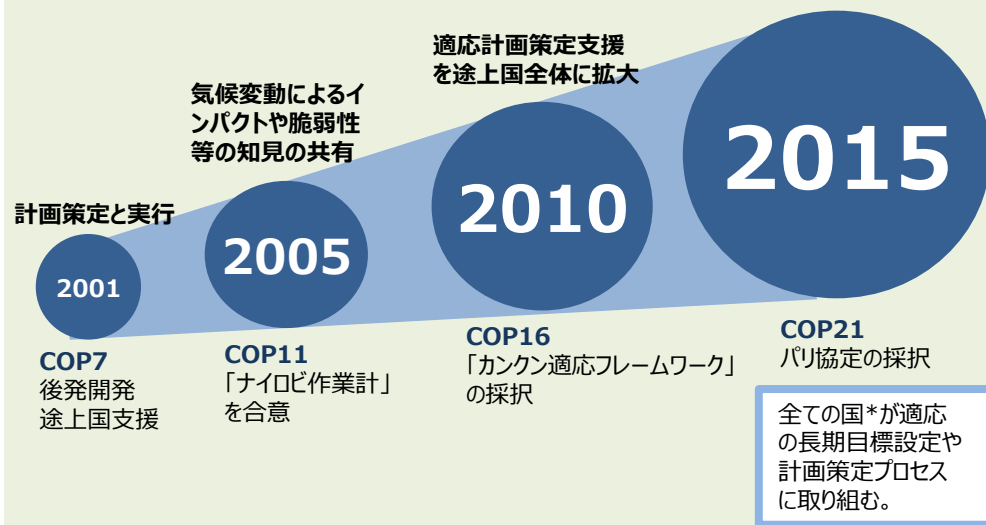 計画策定と実行
2001
COP7
後発開発
途上国支援
気候変動によるイ
ンパクトや脆弱性
等の知見の共有
2005
COP11
「ナイロビ作業計」
を合意
適応計画策定支援
を途上国全体に拡大
2010
COP16
「カンクン適応フレームワーク」
の採択
2015
COP21
パリ協定の採択
全ての国*が適応
の長期目標設定や
計画策定プロセス
に取り組む。